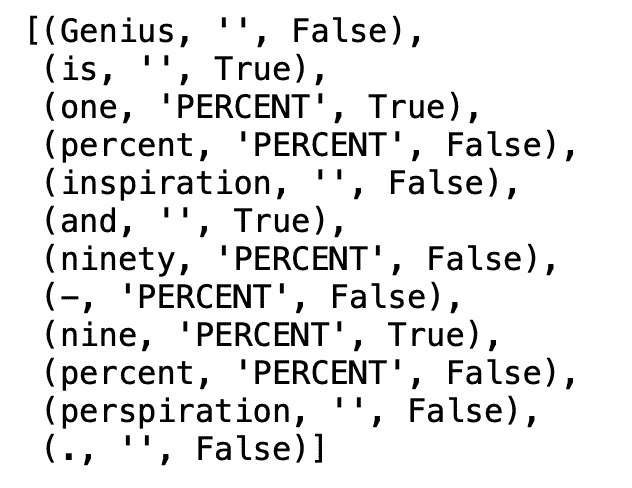 [(Genius, '', False),
(is, '', True),
(one, 'PERCENT', True),
(percent, 'PERCENT', False),
(inspiration, '', False),
(and, '', True),
(ninety, 'PERCENT', False),
(-, 'PERCENT', False),
(nine, 'PERCENT', True),
(percent, 'PERCENT', False),
(perspiration, '', False),
(., '', False)]